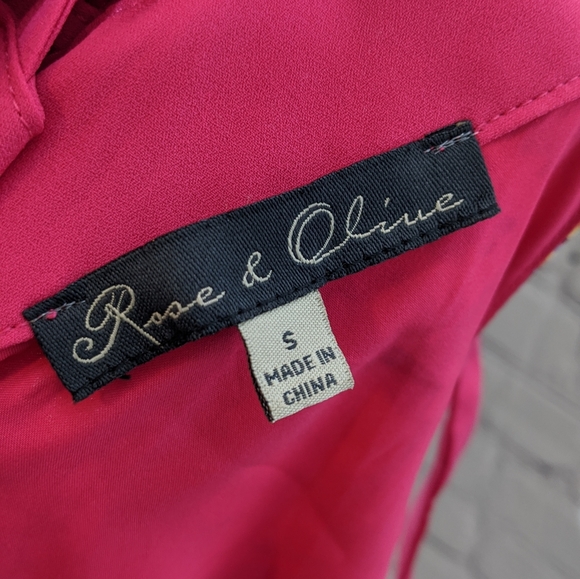 Rose & Olive
S
MADE IN
CHINA